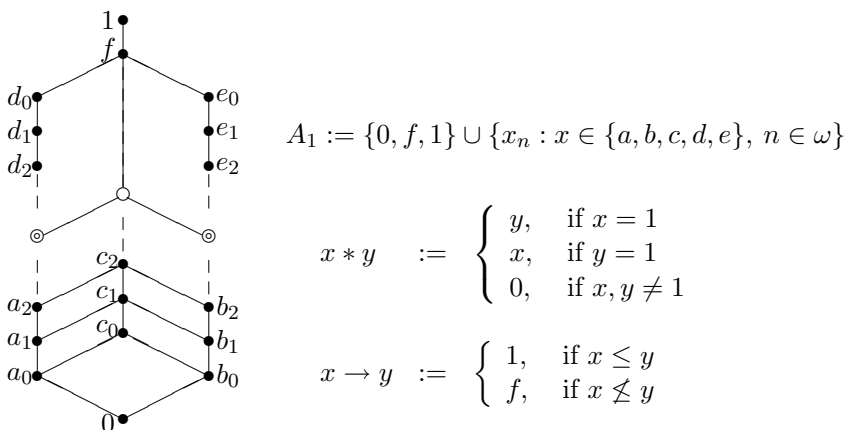 1
f
d₀ e₀
d₁ e₁
d₂ e₂
c₂
a₂ c₁ b₂
a₁ c₀ b₁
a₀ b₀
0
A₁ := {0, f, 1} ∪ {xₙ : x ∈ {a, b, c, d, e}, n ∈ ω}
x ∗ y := { y, if x = 1
x, if y = 1
0, if x, y ≠ 1
x → y := { 1, if x ≤ y
f, if x ≰ y